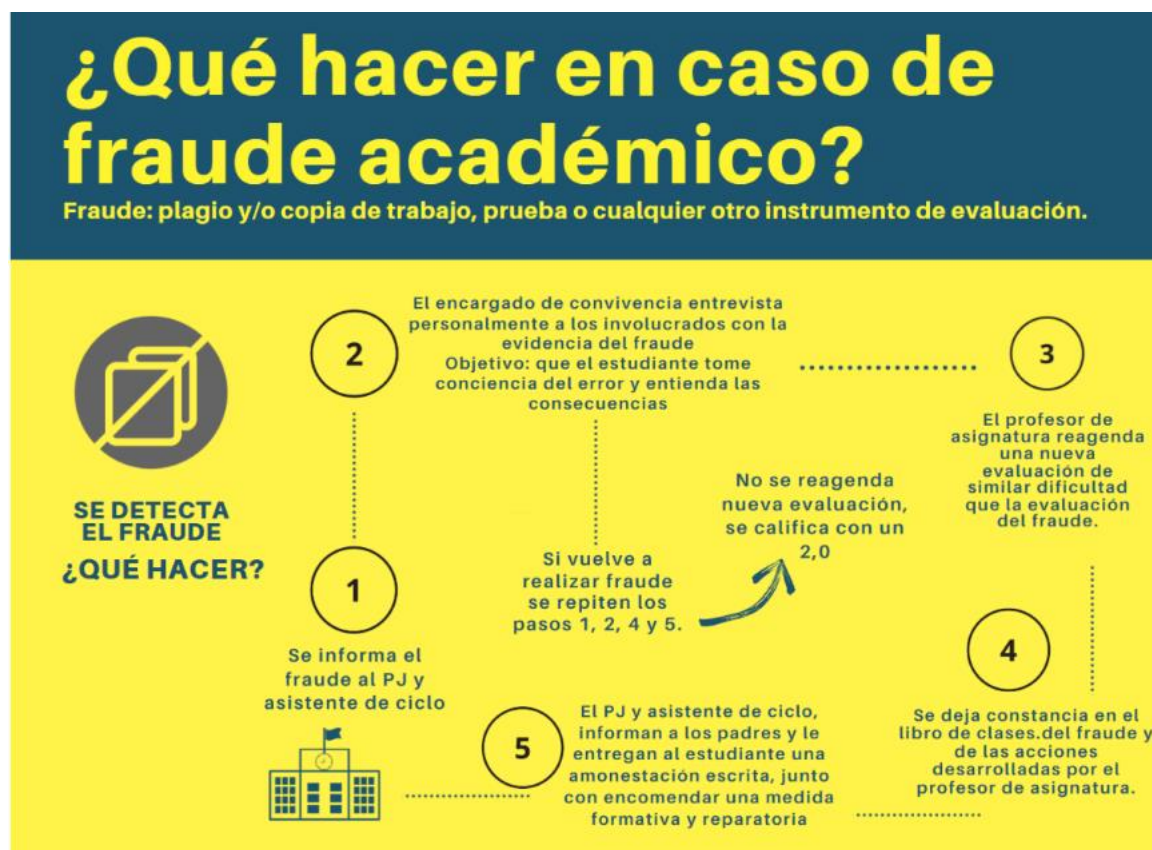 ¿Qué hacer en caso de
fraude académico?
Fraude: plagio y/o copia de trabajo, prueba o cualquier otro instrumento de evaluación.
SE DETECTA
EL FRAUDE
¿QUÉ HACER?
1
Se informa el
fraude al PJ y
asistente de ciclo
2
El encargado de convivencia entrevista
personalmente a los involucrados con la
evidencia del fraude
Objetivo: que el estudiante tome
conciencia del error y entienda las
consecuencias
Si vuelve a
realizar fraude
se repiten los
pasos 1, 2, 4 y 5.
No se reagenda
nueva evaluación,
se califica con un
2,0
3
El profesor de
asignatura reagenda
una nueva
evaluación de
similar dificultad
que la evaluación
del fraude.
4
Se deja constancia en el
libro de clases.del fraude y
de las acciones
desarrolladas por el
profesor de asignatura.
5
El PJ y asistente de ciclo,
informan a los padres y le
entregan al estudiante una
amonestación escrita, junto
con encomendar una medida
formativa y reparatoria